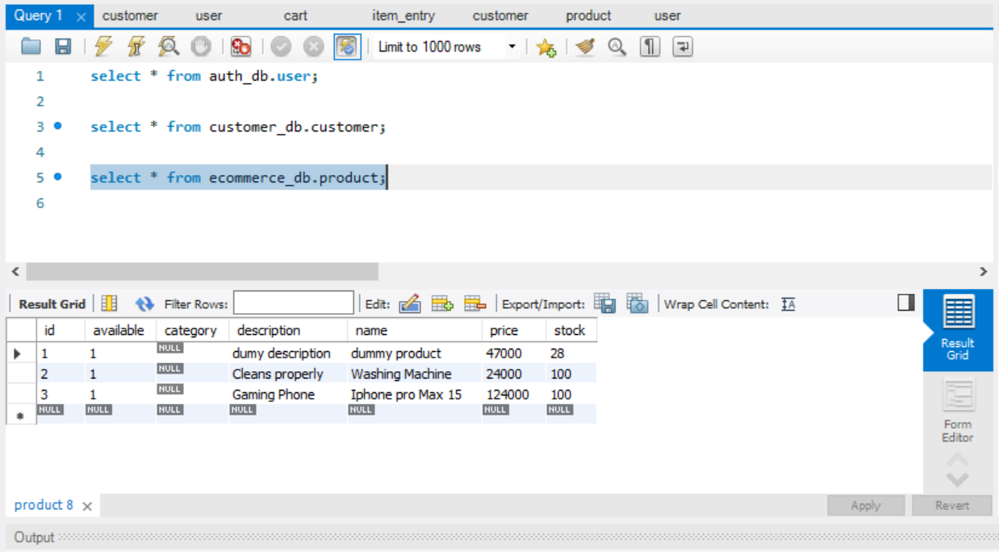 Query 1 × customer user cart item_entry customer product user
Limit to 1000 rows
1 select * from auth_db.user;
2
3 select * from customer_db.customer;
4
5 select * from ecommerce_db.product;
6
Result Grid Filter Rows: Edit: Export/Import: Wrap Cell Content: IA
id available category description name price stock
1 1 NULL dumy description dummy product 47000 28
2 1 NULL Cleans properly Washing Machine 24000 100
3 1 NULL Gaming Phone Iphone pro Max 15 124000 100
NULL NULL NULL NULL NULL NULL NULL
Result
Grid
Form
Editor
product 8 × Apply Revert
Output